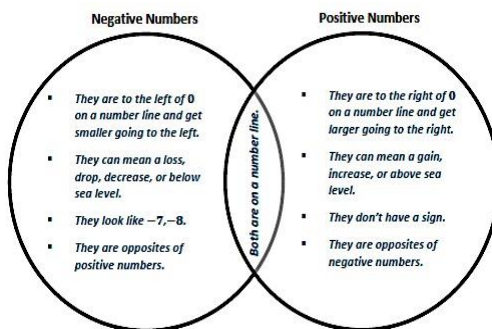 Negative Numbers
Positive Numbers
▪ They are to the left of 0
on a number line and get
smaller going to the left.
▪ They can mean a loss,
drop, decrease, or below
sea level.
▪ They look like −7,−8.
▪ They are opposites of
positive numbers.
Both are on a number line.
▪ They are to the right of 0
on a number line and get
larger going to the right.
▪ They can mean a gain,
increase, or above sea
level.
▪ They don't have a sign.
▪ They are opposites of
negative numbers.